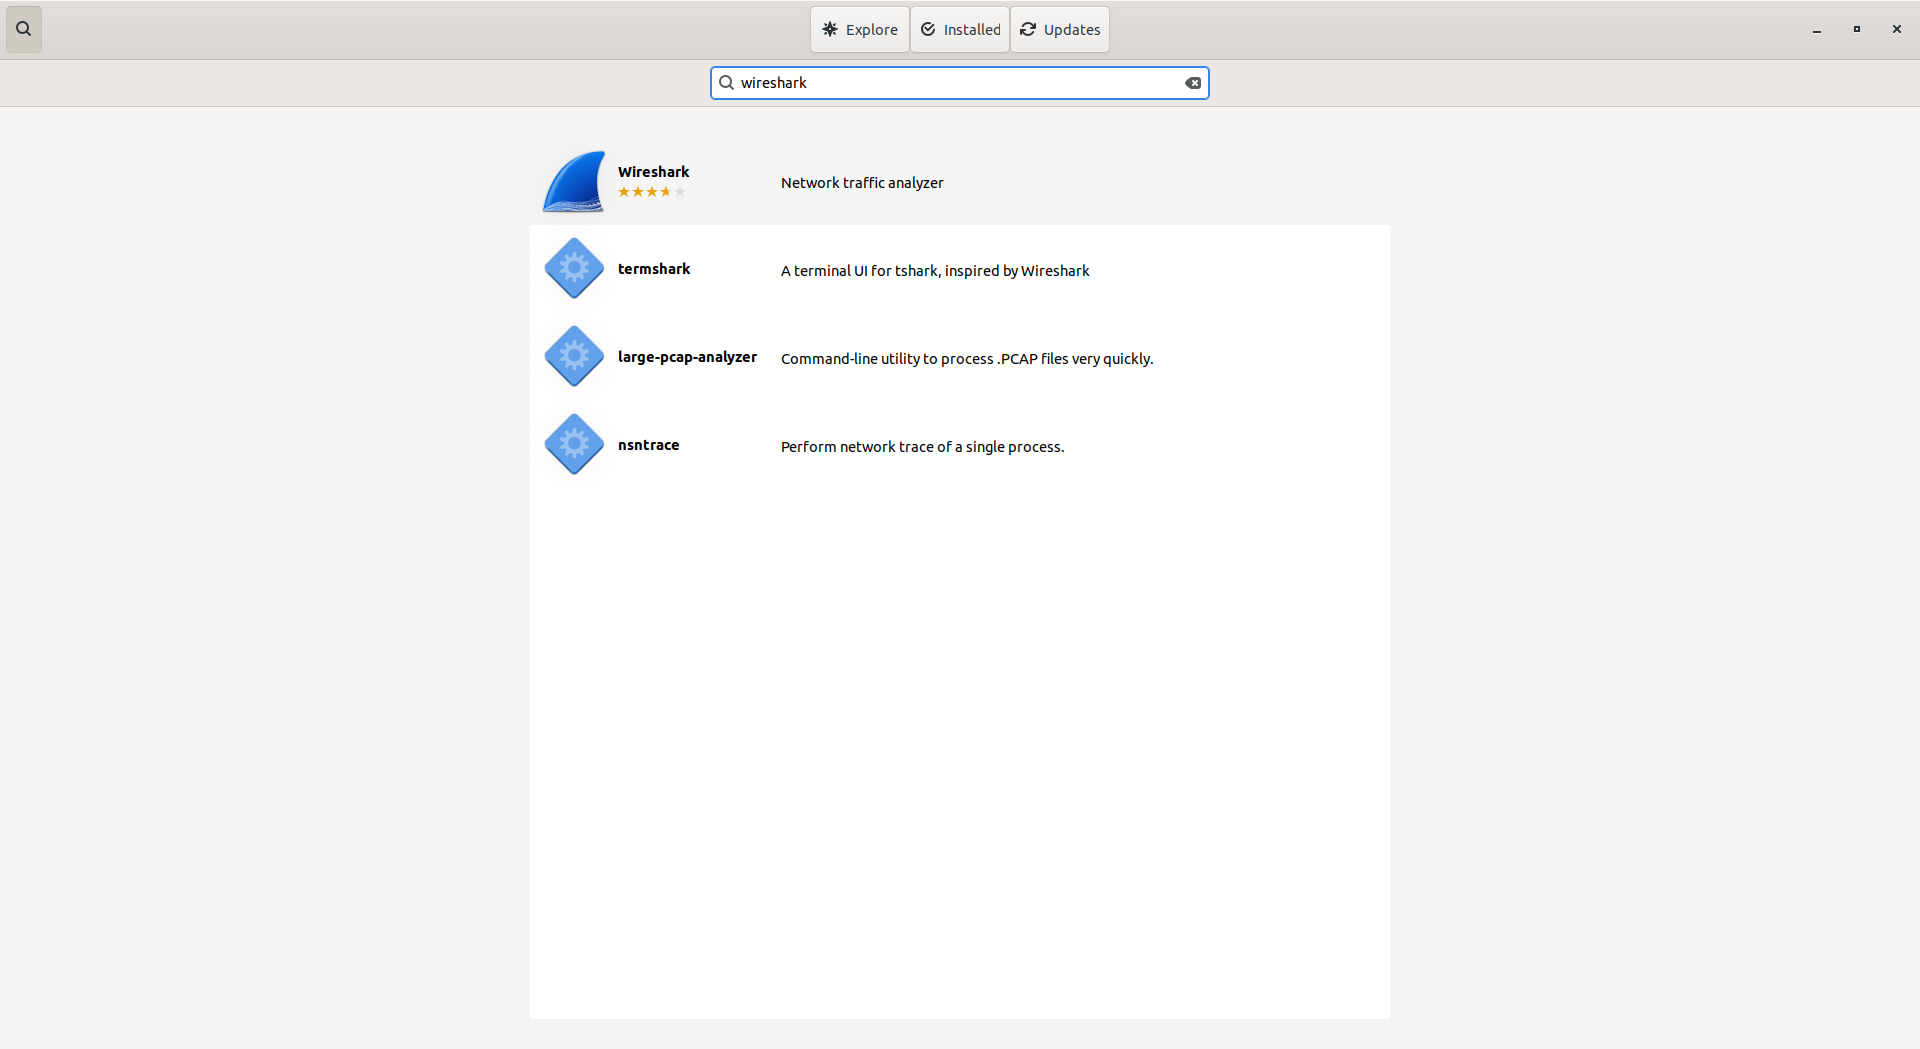 Explore Installed Updates
wireshark
Wireshark
Network traffic analyzer
termshark
A terminal UI for tshark, inspired by Wireshark
large-pcap-analyzer
Command-line utility to process .PCAP files very quickly.
nsntrace
Perform network trace of a single process.